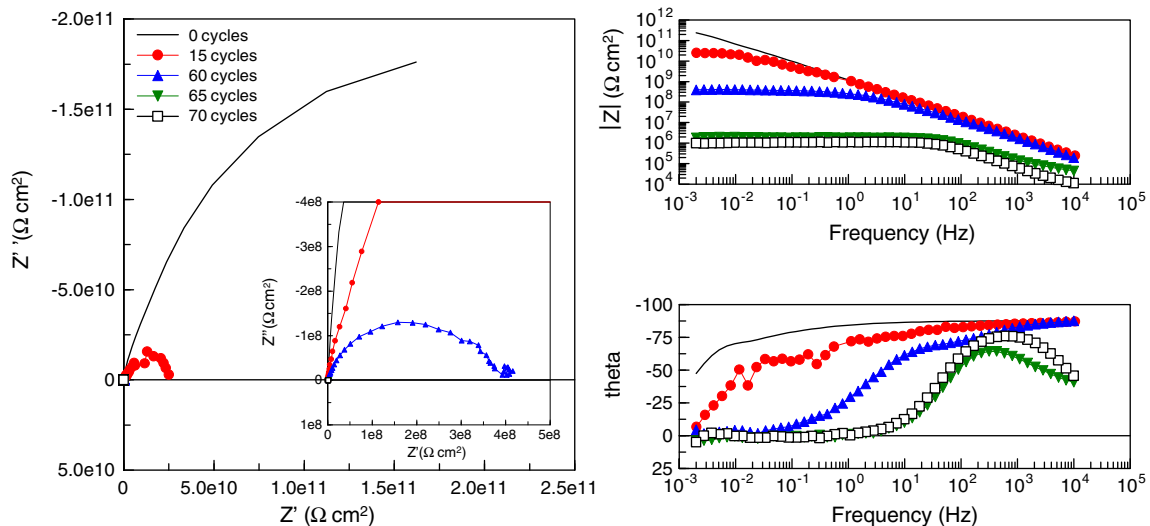 -2.0e11
-1.5e11
-1.0e11
-5.0e10
0
5.0e10
Z''(Ω cm²)
0 cycles
15 cycles
60 cycles
65 cycles
70 cycles
0 5.0e10 1.0e11 1.5e11 2.0e11 2.5e11
Z' (Ω cm²)
-4e8
-3e8
-2e8
-1e8
0
1e8
Z''(Ω cm²)
0 1e8 2e8 3e8 4e8 5e8
Z'(Ω cm²)
10¹²
10¹¹
10¹⁰
10⁹
10⁸
10⁷
10⁶
10⁵
10⁴
|Z| (Ω cm²)
10⁻³ 10⁻² 10⁻¹ 10⁰ 10¹ 10² 10³ 10⁴ 10⁵
Frequency (Hz)
-100
-75
-50
-25
0
25
theta
10⁻³ 10⁻² 10⁻¹ 10⁰ 10¹ 10² 10³ 10⁴ 10⁵
Frequency (Hz)